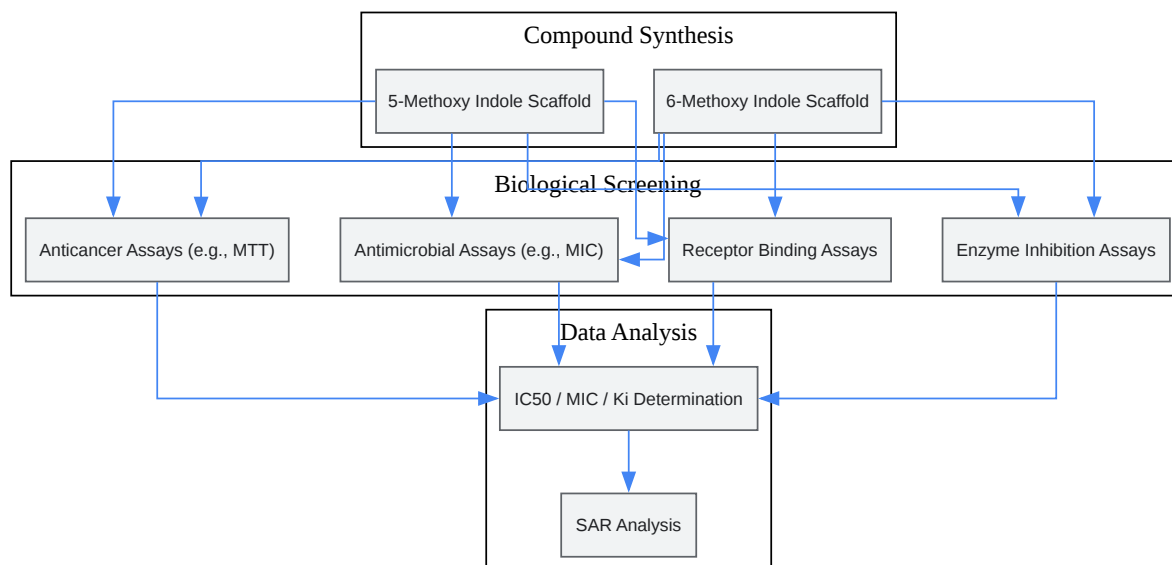 Compound Synthesis
5-Methoxy Indole Scaffold
6-Methoxy Indole Scaffold
Biological Screening
Anticancer Assays (e.g., MTT)
Antimicrobial Assays (e.g., MIC)
Receptor Binding Assays
Enzyme Inhibition Assays
Data Analysis
IC50 / MIC / Ki Determination
SAR Analysis